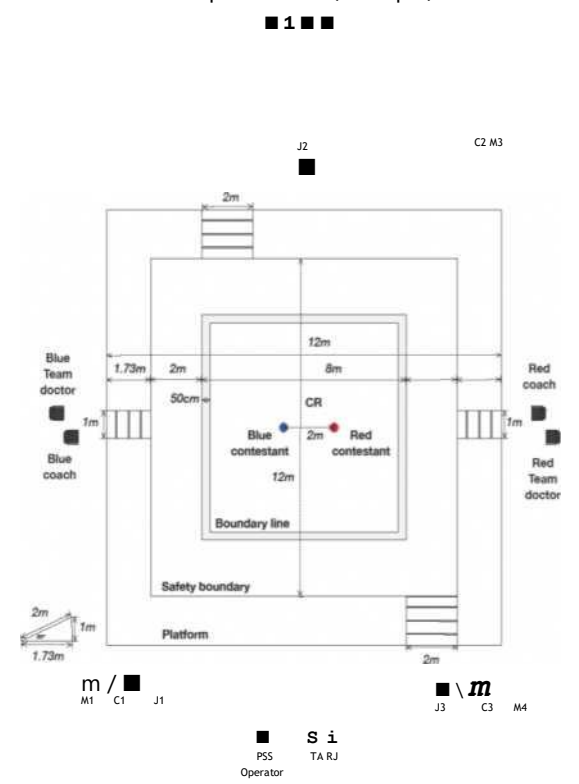 ■ 1 ■ ■
J2
C2 M3
■
2m
12m
1.73m 2m 8m
Blue
Team
doctor
Red
coach
50cm
CR
1m
1m
Blue
contestant
2m
Red
contestant
Blue
coach
Red
Team
doctor
12m
Boundary line
Safety boundary
2m
1m
1.73m
Platform
2m
m / ■
■ \ m
M1 C1 J1
J3 C3 M4
■ S i
PSS TA RJ
Operator